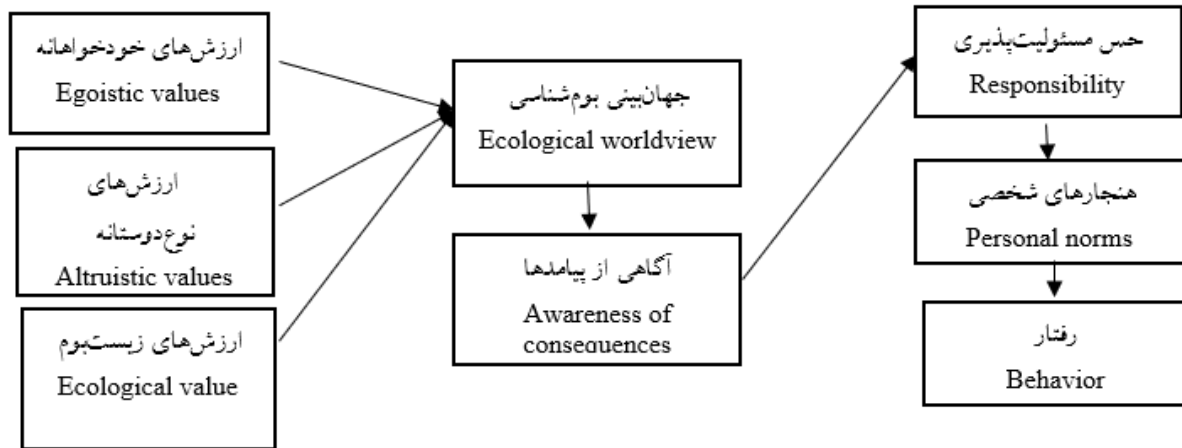 ارزش‌های خودخواهانه
Egoistic values
ارزش‌های
نوع‌دوستانه
Altruistic values
ارزش‌های زیست‌بوم
Ecological value
جهان‌بینی بوم‌شناسی
Ecological worldview
آگاهی از پیامدها
Awareness of
consequences
حس مسئولیت‌پذیری
Responsibility
هنجارهای شخصی
Personal norms
رفتار
Behavior